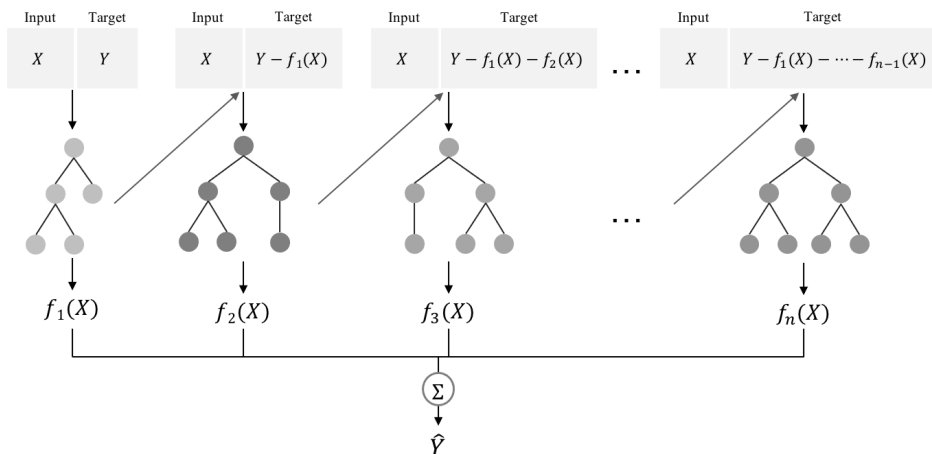 Input Target Input Target Input Target Input Target
X Y X Y − f₁(X) X Y − f₁(X) − f₂(X) ... X Y − f₁(X) − ⋯ − fₙ₋₁(X)
...
f₁(X) f₂(X) f₃(X) fₙ(X)
Σ
Ŷ